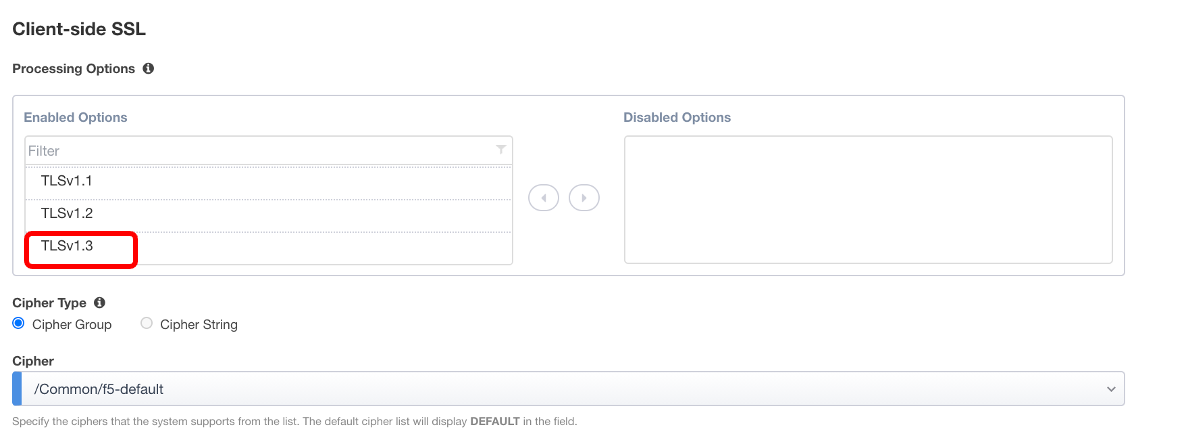 Client-side SSL
Processing Options
Enabled Options
Disabled Options
Filter
TLSv1.1
TLSv1.2
TLSv1.3
Cipher Type
Cipher Group Cipher String
Cipher
/Common/f5-default
Specify the ciphers that the system supports from the list. The default cipher list will display DEFAULT in the field.